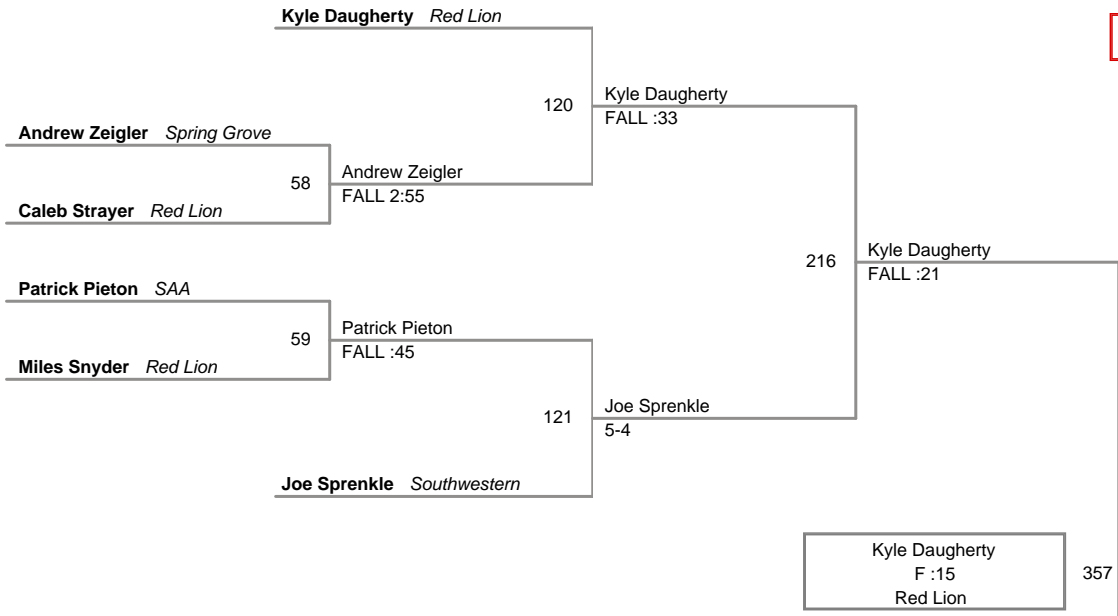 Kyle Daugherty Red Lion
120
Kyle Daugherty
FALL :33
Andrew Zeigler Spring Grove
58
Andrew Zeigler
FALL 2:55
Caleb Strayer Red Lion
216
Kyle Daugherty
FALL :21
Patrick Pieton SAA
59
Patrick Pieton
FALL :45
Miles Snyder Red Lion
121
Joe Sprenkle
5-4
Joe Sprenkle Southwestern
Kyle Daugherty
F :15
Red Lion
357